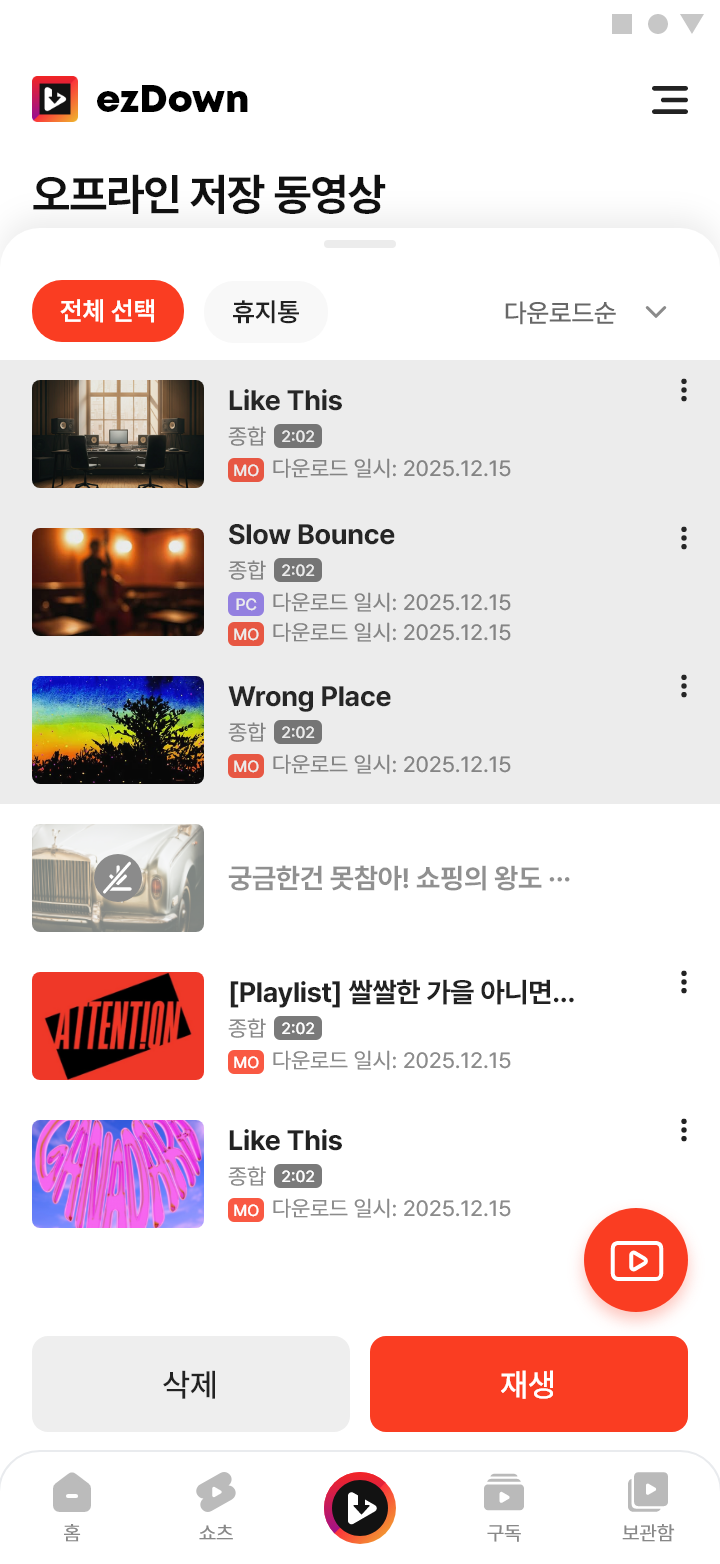 ezDown
오프라인 저장 동영상
전체 선택
휴지통
다운로드순
Like This
종합 2:02
MO 다운로드 일시: 2025.12.15
Slow Bounce
종합 2:02
PC 다운로드 일시: 2025.12.15
MO 다운로드 일시: 2025.12.15
Wrong Place
종합 2:02
MO 다운로드 일시: 2025.12.15
궁금한건 못참아! 쇼핑의 왕도 ···
ATTENTION
[Playlist] 쌀쌀한 가을 아니면...
종합 2:02
MO 다운로드 일시: 2025.12.15
GANADARA
Like This
종합 2:02
MO 다운로드 일시: 2025.12.15
삭제
재생
홈
쇼츠
구독
보관함